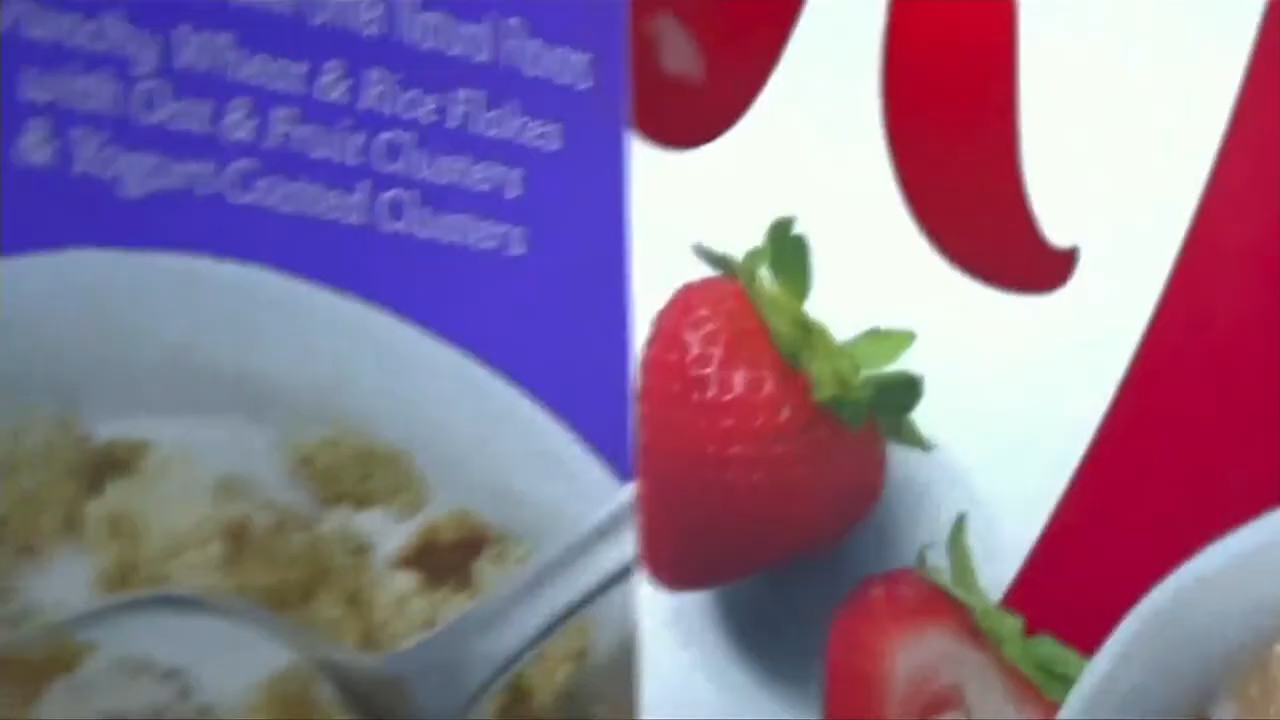 Crunchy Wheat & Rice Flakes
with Oat & Fruit Clusters
& Yogurt-Coated Clusters